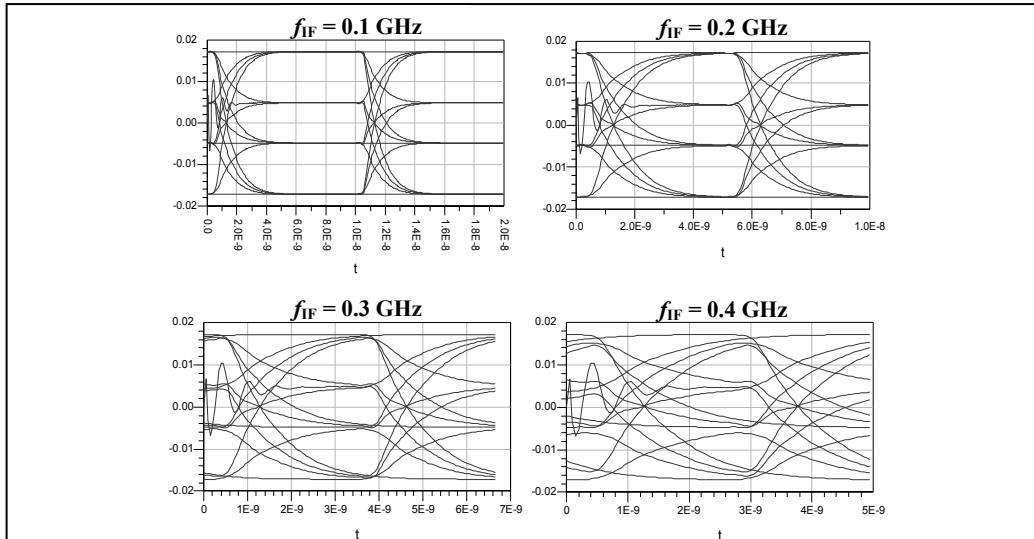 f_IF = 0.1 GHz
0.02
0.01
0.00
-0.01
-0.02
0.0
2.0E-9
4.0E-9
6.0E-9
8.0E-9
1.0E-8
1.2E-8
1.4E-8
1.6E-8
1.8E-8
2.0E-8
t
f_IF = 0.2 GHz
0.02
0.01
0.00
-0.01
-0.02
0.0
2.0E-9
4.0E-9
6.0E-9
8.0E-9
1.0E-8
t
f_IF = 0.3 GHz
0.02
0.01
0.00
-0.01
-0.02
0
1E-9
2E-9
3E-9
4E-9
5E-9
6E-9
7E-9
t
f_IF = 0.4 GHz
0.02
0.01
0.00
-0.01
-0.02
0
1E-9
2E-9
3E-9
4E-9
5E-9
t